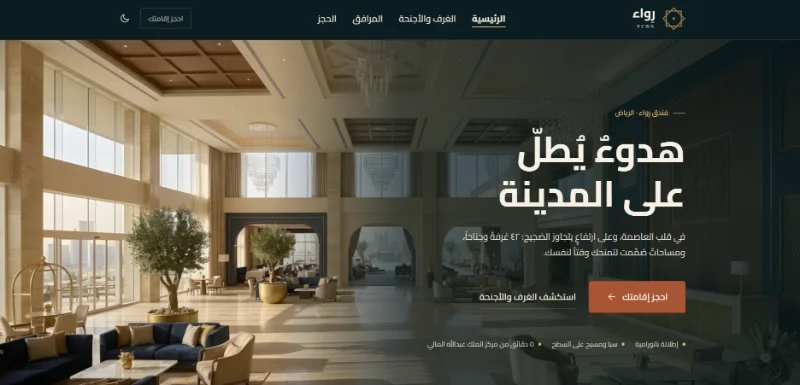 رواء
REWA
الرئيسية
الغرف والأجنحة
المرافق
الحجز
احجز إقامتك
فندق رواء · الرياض
هدوءٌ يُطلّ
على المدينة
في قلب العاصمة، وعلى ارتفاعٍ يتجاوز الضجيج: ٤٢ غرفةً وجناحاً،
ومساحاتٌ صُمّمت لتمنحك وقتاً لنفسك.
احجز إقامتك ←
استكشف الغرف والأجنحة
إطلالة بانورامية
سبا ومسبح على السطح
٥ دقائق من مركز الملك عبدالله المالي